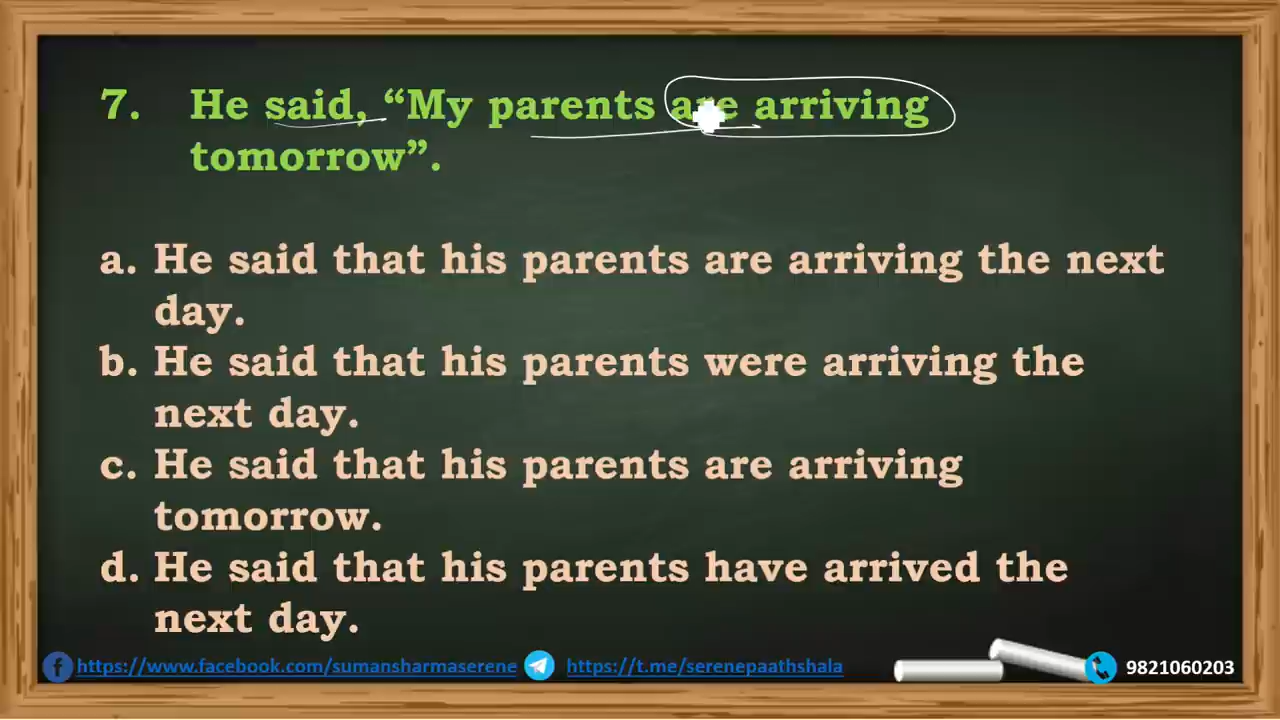 7. He said, “My parents are arriving
tomorrow”.
a. He said that his parents are arriving the next
day.
b. He said that his parents were arriving the
next day.
c. He said that his parents are arriving
tomorrow.
d. He said that his parents have arrived the
next day.
https://www.facebook.com/sumansharmaserene https://t.me/serenepaathshala 9821060203